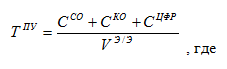 T^ПУ = (C^СО + C^КО + C^ЦФР) / V^Э/Э , где